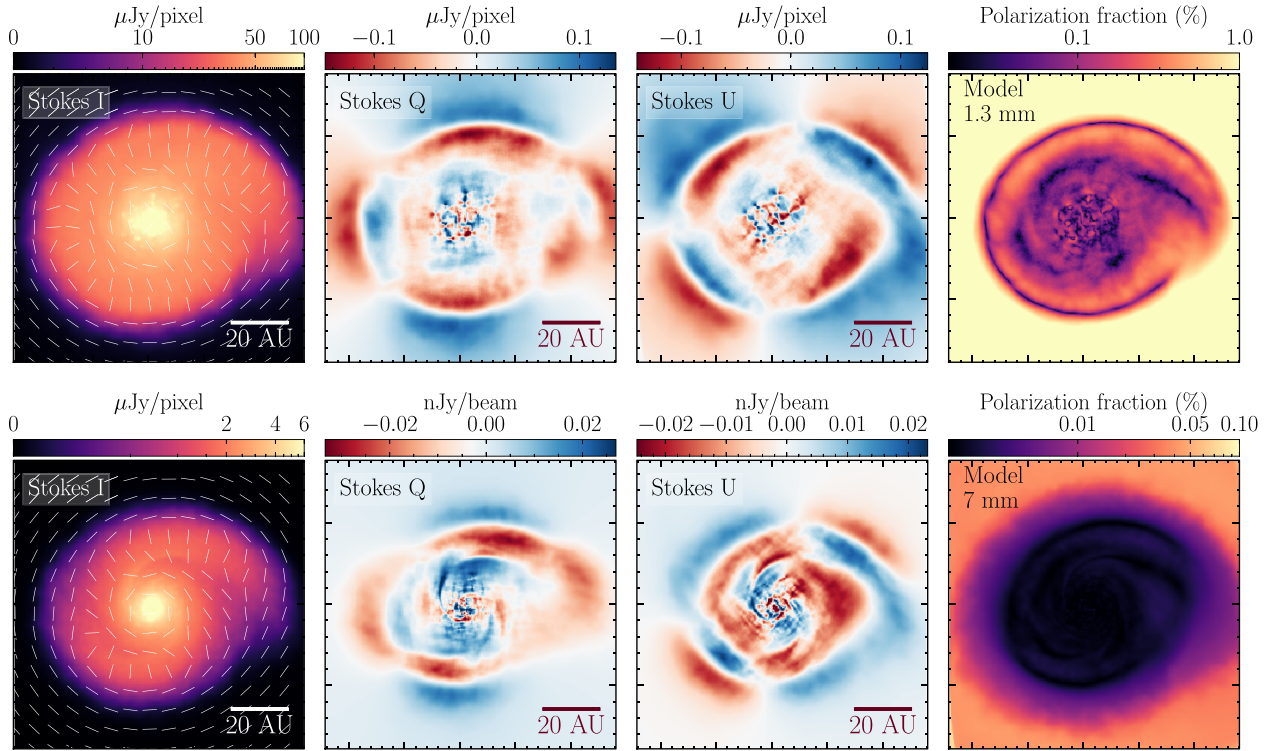 μJy/pixel
μJy/pixel
μJy/pixel
Polarization fraction (%)
0 10 50 100
−0.1 0.0 0.1
−0.1 0.0 0.1
0.1 1.0
Stokes I
Stokes Q
Stokes U
Model
1.3 mm
20 AU
20 AU
20 AU
μJy/pixel
nJy/beam
nJy/beam
Polarization fraction (%)
0 2 4 6
−0.02 0.00 0.02
−0.02 −0.01 0.00 0.01 0.02
0.01 0.05 0.10
Stokes I
Stokes Q
Stokes U
Model
7 mm
20 AU
20 AU
20 AU